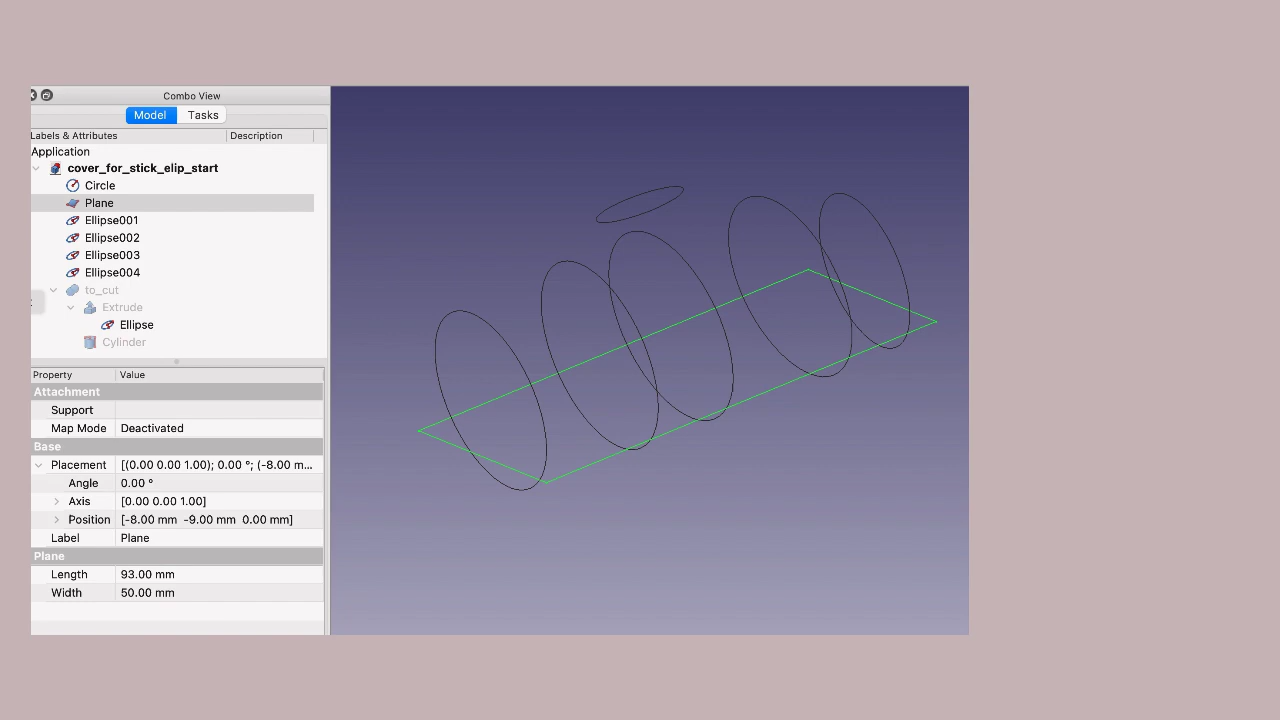 Combo View
Model Tasks
Labels & Attributes Description
Application
cover_for_stick_elip_start
Circle
Plane
Ellipse001
Ellipse002
Ellipse003
Ellipse004
to_cut
Extrude
Ellipse
Cylinder
Property Value
Attachment
Support
Map Mode Deactivated
Base
Placement [(0.00 0.00 1.00); 0.00 °; (-8.00 m...
Angle 0.00 °
Axis [0.00 0.00 1.00]
Position [-8.00 mm -9.00 mm 0.00 mm]
Label Plane
Plane
Length 93.00 mm
Width 50.00 mm